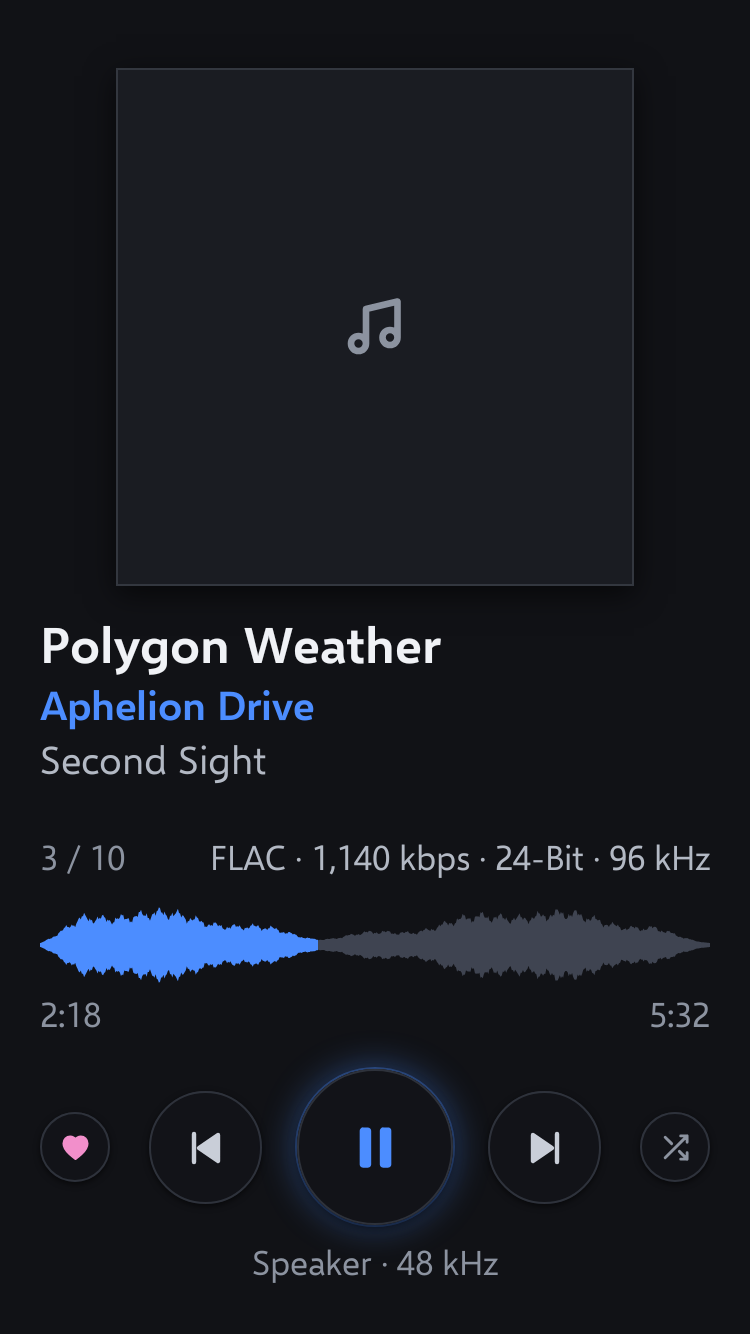 Polygon Weather
Aphelion Drive
Second Sight
3 / 10 FLAC · 1,140 kbps · 24-Bit · 96 kHz
2:18 5:32
Speaker · 48 kHz